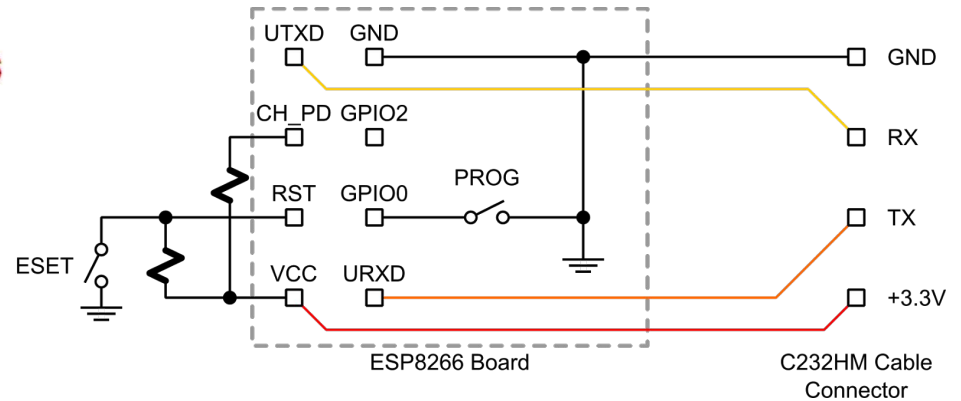 UTXD GND
GND
CH_PD GPIO2
RX
PROG
RST GPIO0
TX
ESET
VCC URXD
+3.3V
ESP8266 Board
C232HM Cable
Connector